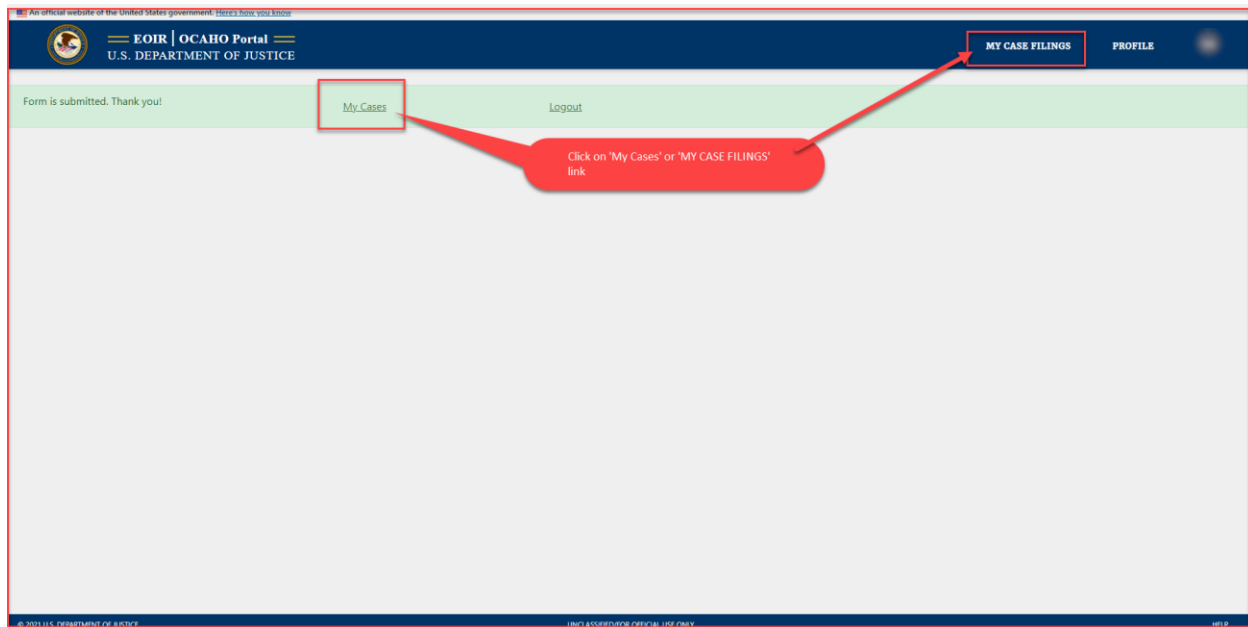 An official website of the United States government. Here's how you know
EOIR | OCAHO Portal
U.S. DEPARTMENT OF JUSTICE
MY CASE FILINGS
PROFILE
Form is submitted. Thank you!
My Cases
Logout
Click on 'My Cases' or 'MY CASE FILINGS'
link
© 2021 U.S. DEPARTMENT OF JUSTICE
UNCLASSIFIED/FOR OFFICIAL USE ONLY
HELP